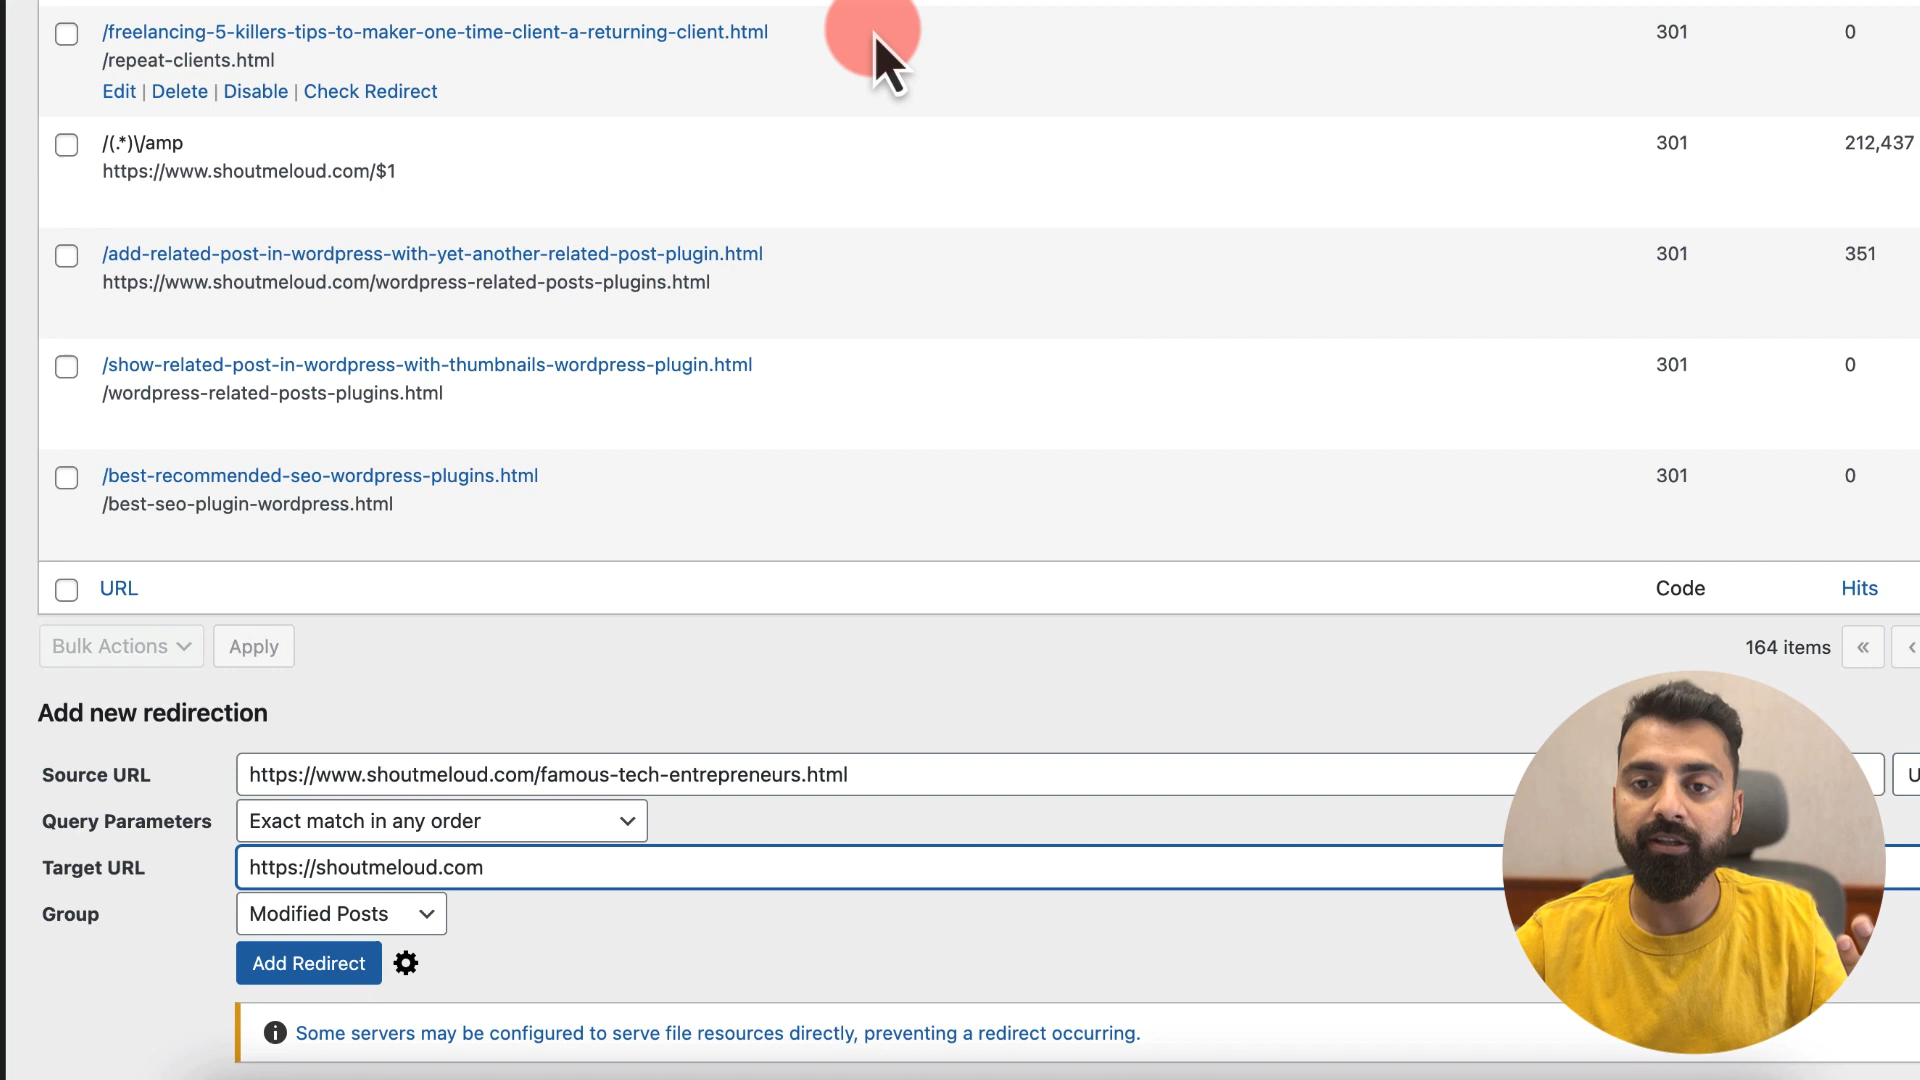 /freelancing-5-killers-tips-to-maker-one-time-client-a-returning-client.html 301 0
/repeat-clients.html
Edit | Delete | Disable | Check Redirect
/(.*)\/amp 301 212,437
https://www.shoutmeloud.com/$1
/add-related-post-in-wordpress-with-yet-another-related-post-plugin.html 301 351
https://www.shoutmeloud.com/wordpress-related-posts-plugins.html
/show-related-post-in-wordpress-with-thumbnails-wordpress-plugin.html 301 0
/wordpress-related-posts-plugins.html
/best-recommended-seo-wordpress-plugins.html 301 0
/best-seo-plugin-wordpress.html
URL Code Hits
Bulk Actions Apply 164 items « ‹
Add new redirection
Source URL https://www.shoutmeloud.com/famous-tech-entrepreneurs.html
Query Parameters Exact match in any order
Target URL https://shoutmeloud.com
Group Modified Posts
Add Redirect
Some servers may be configured to serve file resources directly, preventing a redirect occurring.